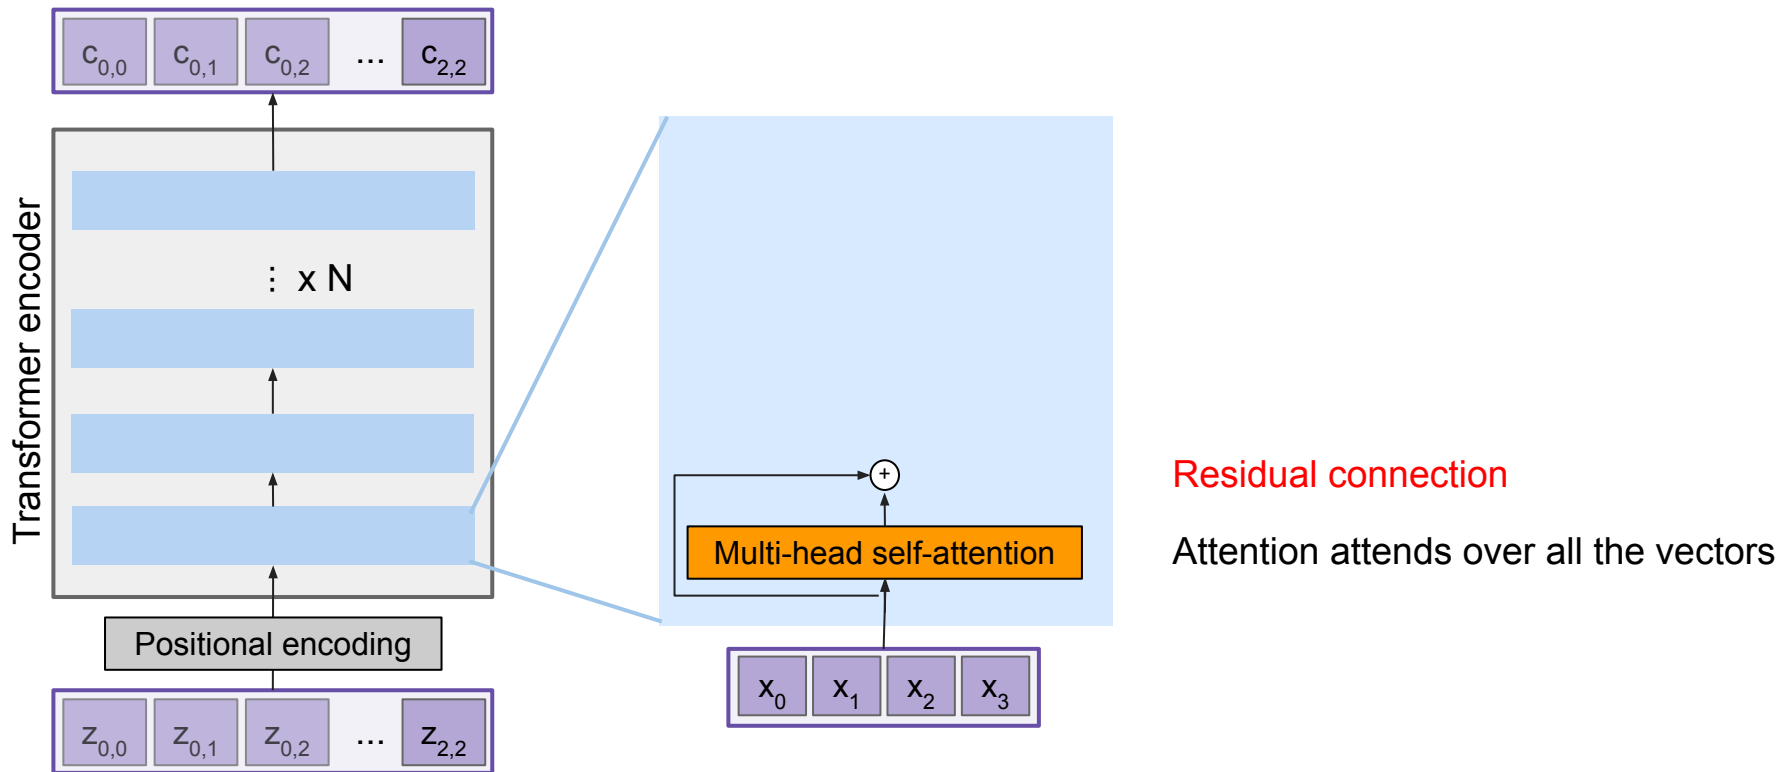 c0,0 c0,1 c0,2 ... c2,2
Transformer encoder
⋮ x N
Positional encoding
z0,0 z0,1 z0,2 ... z2,2
+
Multi-head self-attention
x0 x1 x2 x3
Residual connection
Attention attends over all the vectors